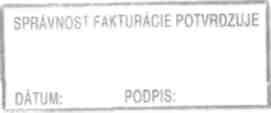 SPRÁVNOSŤ FAKTURÁCIE POTVRDZUJE
DÁTUM: PODPIS: